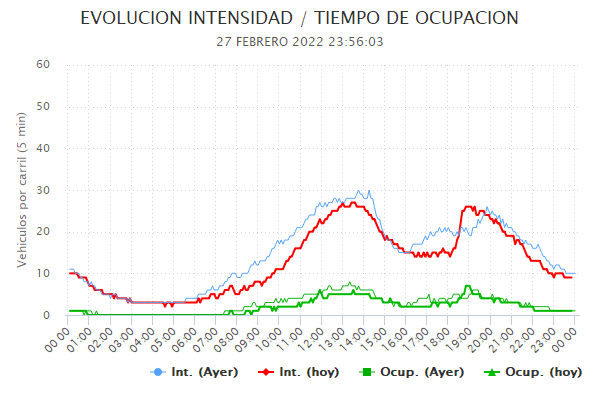 EVOLUCION INTENSIDAD / TIEMPO DE OCUPACION
27 FEBRERO 2022 23:56:03
Vehiculos por carril (5 min)
60
50
40
30
20
10
0
00:00 01:00 02:00 03:00 04:00 05:00 06:00 07:00 08:00 09:00 10:00 11:00 12:00 13:00 14:00 15:00 16:00 17:00 18:00 19:00 20:00 21:00 22:00 23:00 00:00
Int. (Ayer) Int. (hoy) Ocup. (Ayer) Ocup. (hoy)